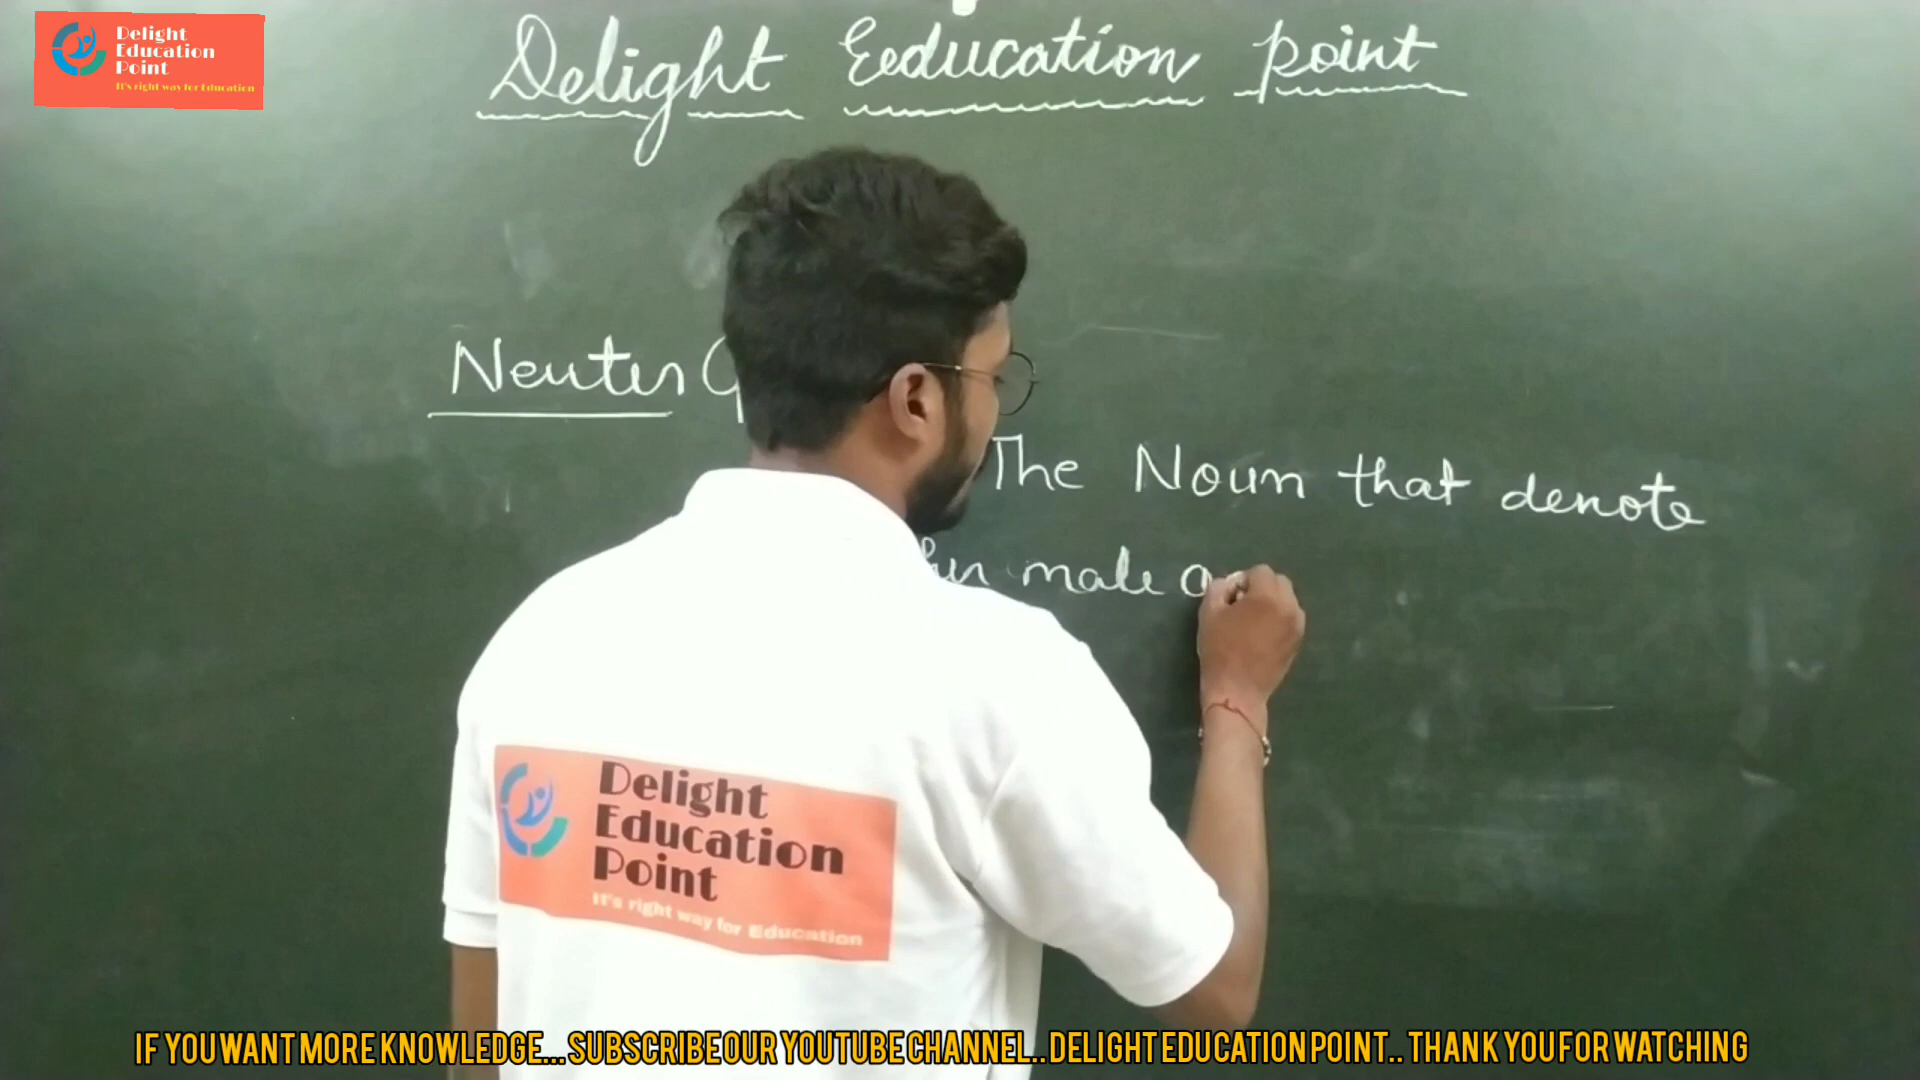 Delight
Education
Point
It's right way for Education
Delight Eeducation point
Neuter
The Noun that denote
male
Delight
Education
Point
It's right way for Education
IF YOU WANT MORE KNOWLEDGE... SUBSCRIBE OUR YOUTUBE CHANNEL.. DELIGHT EDUCATION POINT.. THANK YOU FOR WATCHING